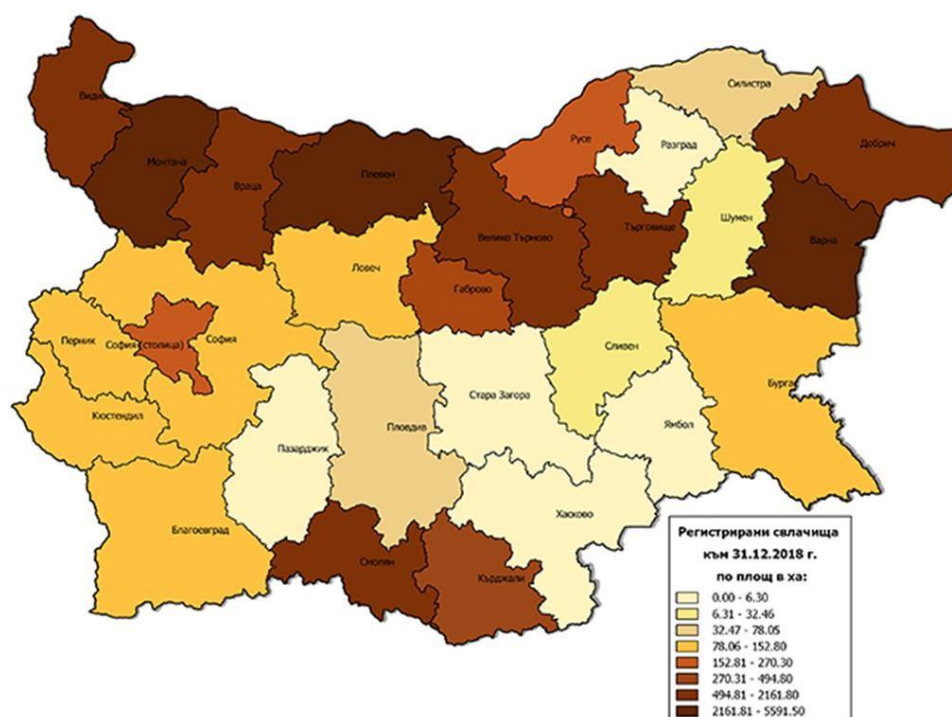 Силистра
Видин
Русе
Добрич
Разград
Монтана
Плевен
Враца
Шумен
Търговище
Велико Търново
Варна
Ловеч
Габрово
Перник
София (столица)
София
Сливен
Бургас
Стара Загора
Кюстендил
Ямбол
Пловдив
Пазарджик
Хасково
Благоевград
Смолян
Кърджали
Регистрирани свлачища
към 31.12.2018 г.
по площ в ха:
0.00 - 6.30
6.31 - 32.46
32.47 - 78.05
78.06 - 152.80
152.81 - 270.30
270.31 - 494.80
494.81 - 2161.80
2161.81 - 5591.50